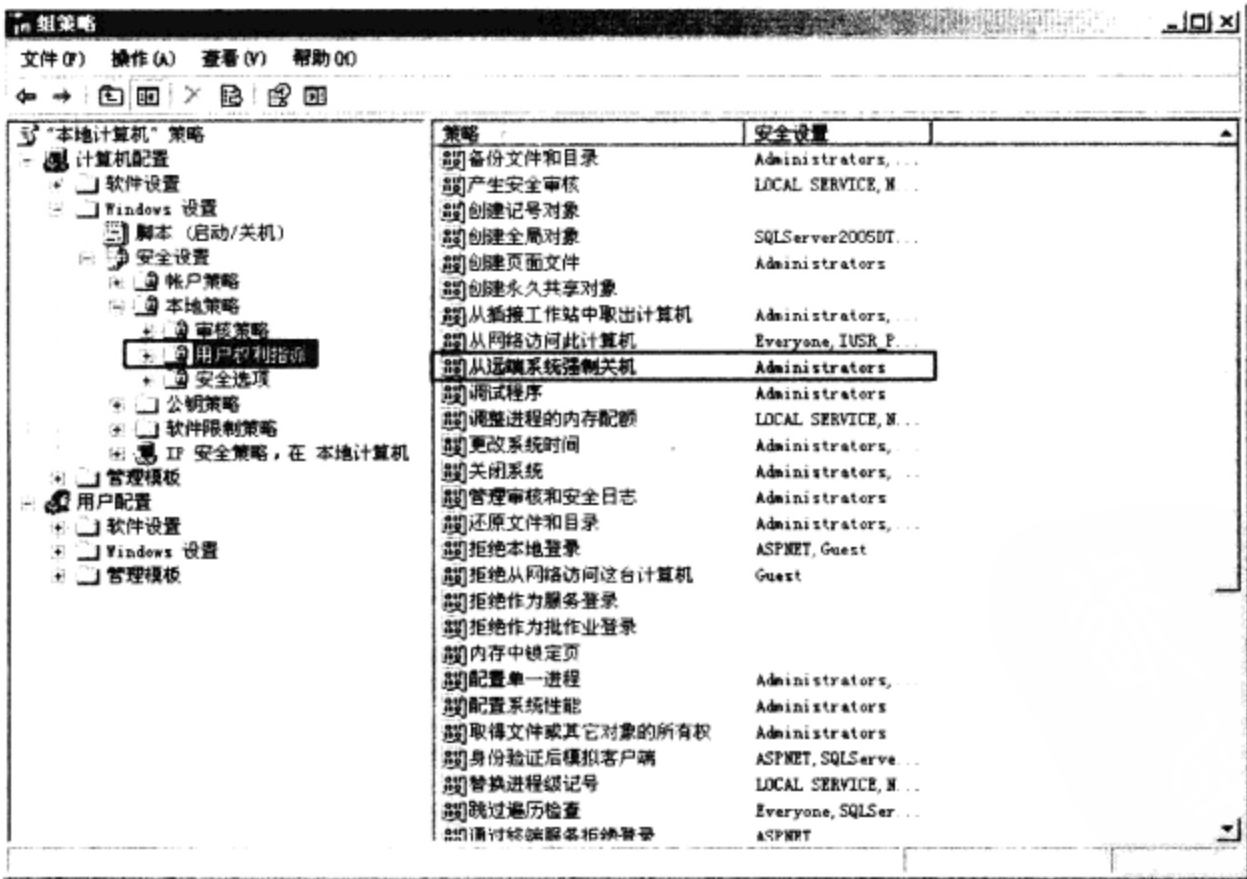 组策略
文件(F) 操作(A) 查看(V) 帮助(H)
“本地计算机” 策略
计算机配置
软件设置
Windows 设置
脚本 (启动/关机)
安全设置
帐户策略
本地策略
审核策略
用户权利指派
安全选项
公钥策略
软件限制策略
IP 安全策略，在 本地计算机
管理模板
用户配置
软件设置
Windows 设置
管理模板
策略 安全设置
备份文件和目录 Administrators,...
产生安全审核 LOCAL SERVICE,N...
创建记号对象
创建全局对象 SQLServer2005DT...
创建页面文件 Administrators
创建永久共享对象
从插接工作站中取出计算机 Administrators,...
从网络访问此计算机 Everyone,IUSR_P...
从远端系统强制关机 Administrators
调试程序 Administrators
调整进程的内存配额 LOCAL SERVICE,N...
更改系统时间 Administrators,...
关闭系统 Administrators,...
管理审核和安全日志 Administrators
还原文件和目录 Administrators,...
拒绝本地登录 ASPNET,Guest
拒绝从网络访问这台计算机 Guest
拒绝作为服务登录
拒绝作为批作业登录
内存中锁定页
配置单一进程 Administrators,...
配置系统性能 Administrators
取得文件或其它对象的所有权 Administrators
身份验证后模拟客户端 ASPNET,SQLServe...
替换进程级记号 LOCAL SERVICE,N...
跳过遍历检查 Everyone,SQLSer...
通过终端服务拒绝登录 ASPNET